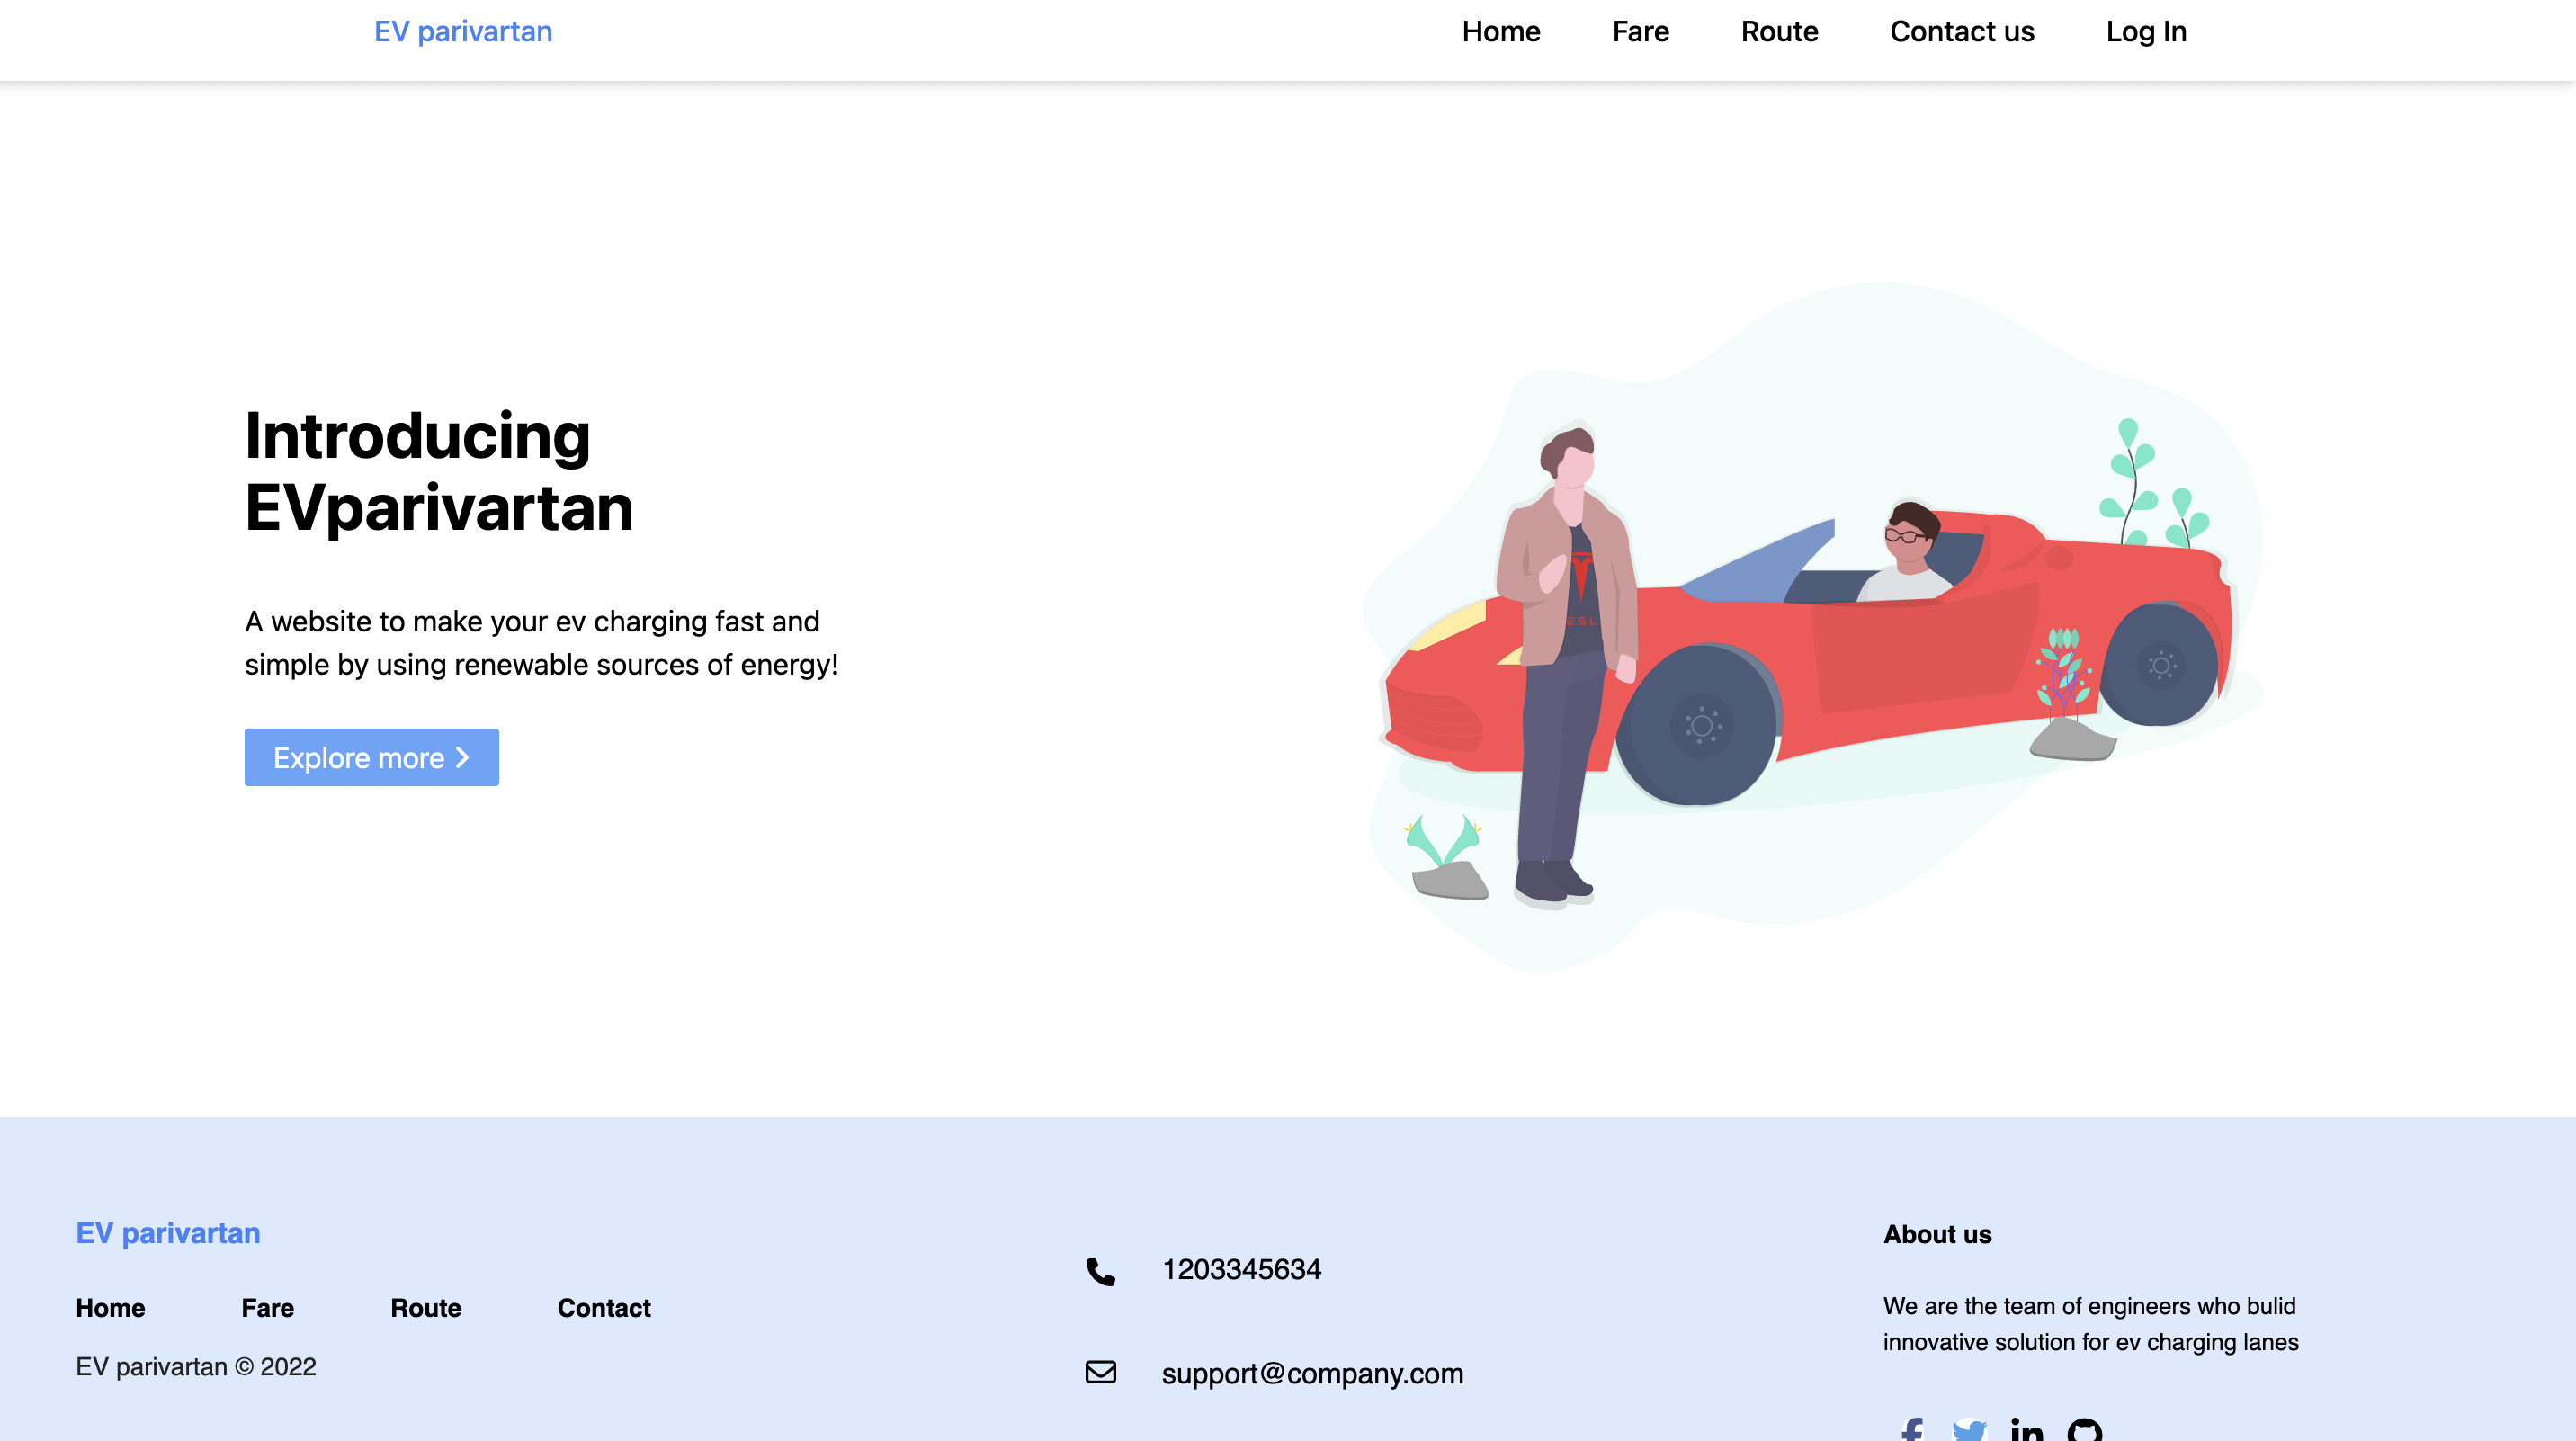 EV parivartan
Home Fare Route Contact us Log In
Introducing
EVparivartan
A website to make your ev charging fast and
simple by using renewable sources of energy!
Explore more
ESL
EV parivartan
Home Fare Route Contact
EV parivartan © 2022
1203345634
support@company.com
About us
We are the team of engineers who bulid
innovative solution for ev charging lanes